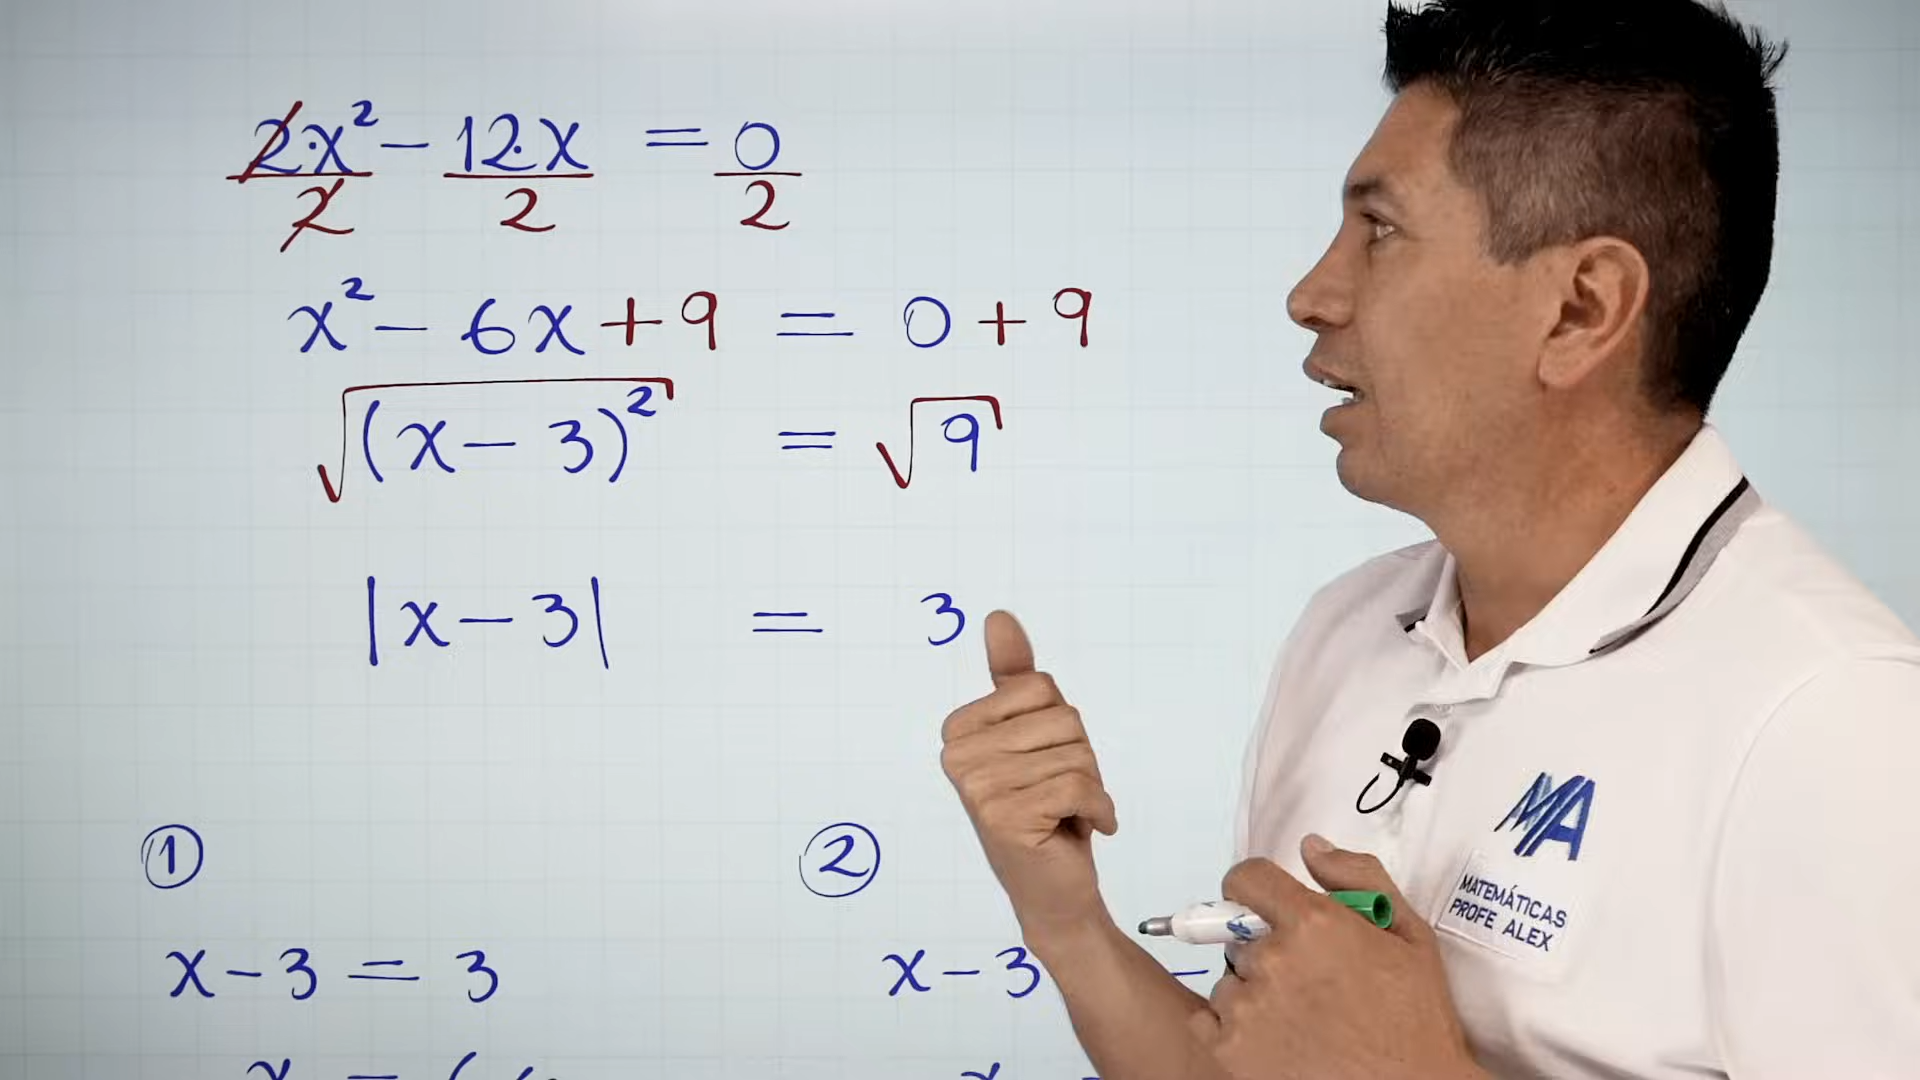 2·x² - 12·x = 0
2 2 2
x² - 6x + 9 = 0 + 9
√(x - 3)² = √9
|x - 3| = 3
① ②
x - 3 = 3 x - 3 -
MA
MATEMÁTICAS
PROFE ALEX